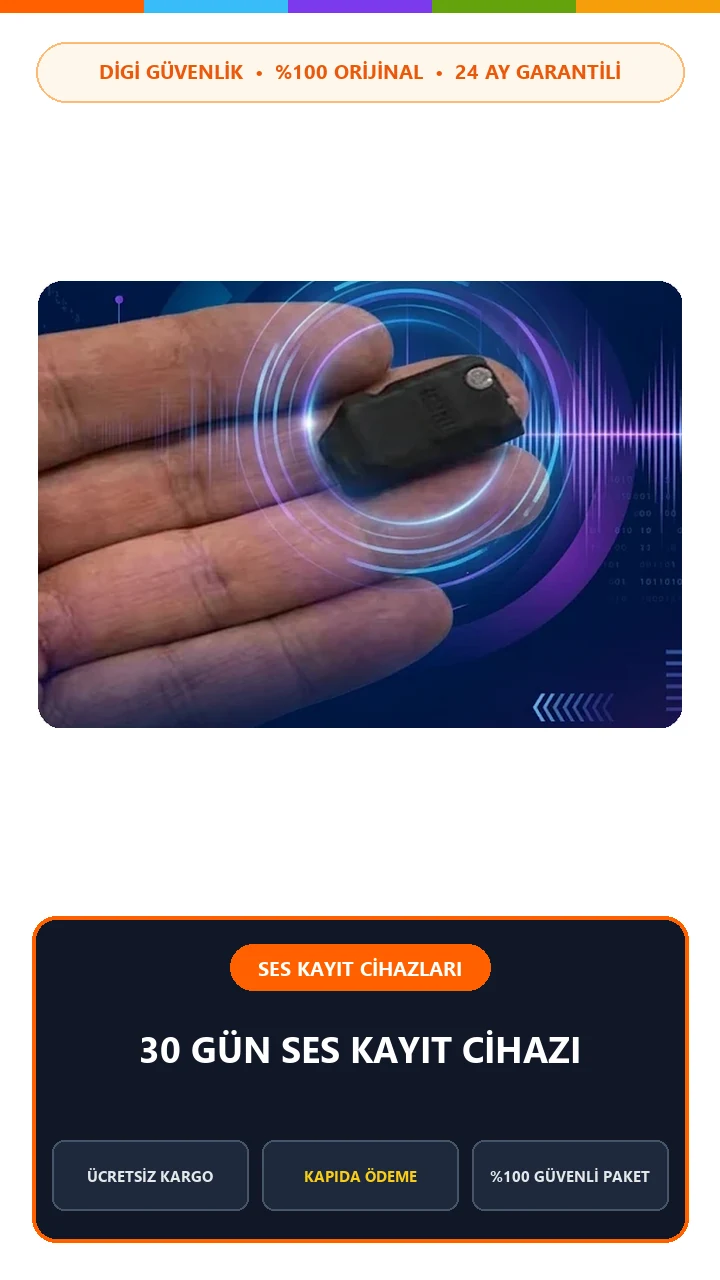 DİGİ GÜVENLİK • %100 ORİJİNAL • 24 AY GARANTİLİ
SES KAYIT CİHAZLARI
30 GÜN SES KAYIT CİHAZI
ÜCRETSİZ KARGO
KAPIDA ÖDEME
%100 GÜVENLİ PAKET